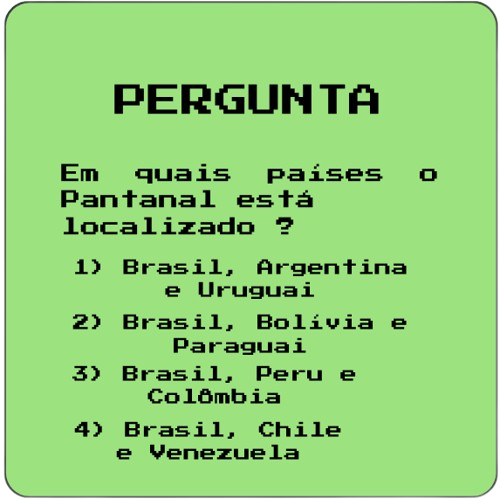 PERGUNTA
Em quais países o
Pantanal está
localizado ?
1) Brasil, Argentina
e Uruguai
2) Brasil, Bolívia e
Paraguai
3) Brasil, Peru e
Colômbia
4) Brasil, Chile
e Venezuela